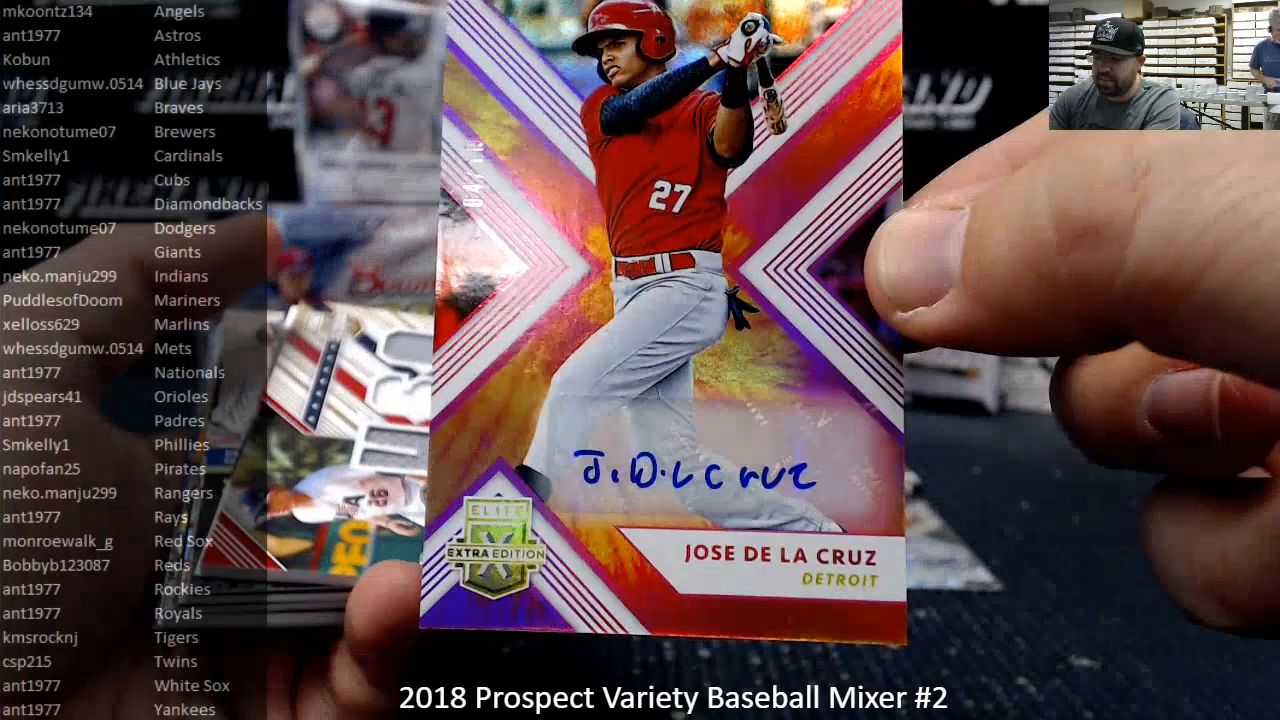 mkoontz134 Angels
ant1977 Astros
Kobun Athletics
whessdgumw.0514 Blue Jays
aria3713 Braves
nekonotume07 Brewers
Smkelly1 Cardinals
ant1977 Cubs
ant1977 Diamondbacks
nekonotume07 Dodgers
ant1977 Giants
neko.manju299 Indians
PuddlesofDoom Mariners
xelloss629 Marlins
whessdgumw.0514 Mets
ant1977 Nationals
jdspears41 Orioles
ant1977 Padres
Smkelly1 Phillies
napofan25 Pirates
neko.manju299 Rangers
ant1977 Rays
monroewalk_g Red Sox
Bobbyb123087 Reds
ant1977 Rockies
ant1977 Royals
kmsrocknj Tigers
csp215 Twins
ant1977 White Sox
ant1977 Yankees
27
J.D.L cruz
ELITE
EXTRA EDITION
JOSE DE LA CRUZ
DETROIT
2018 Prospect Variety Baseball Mixer #2